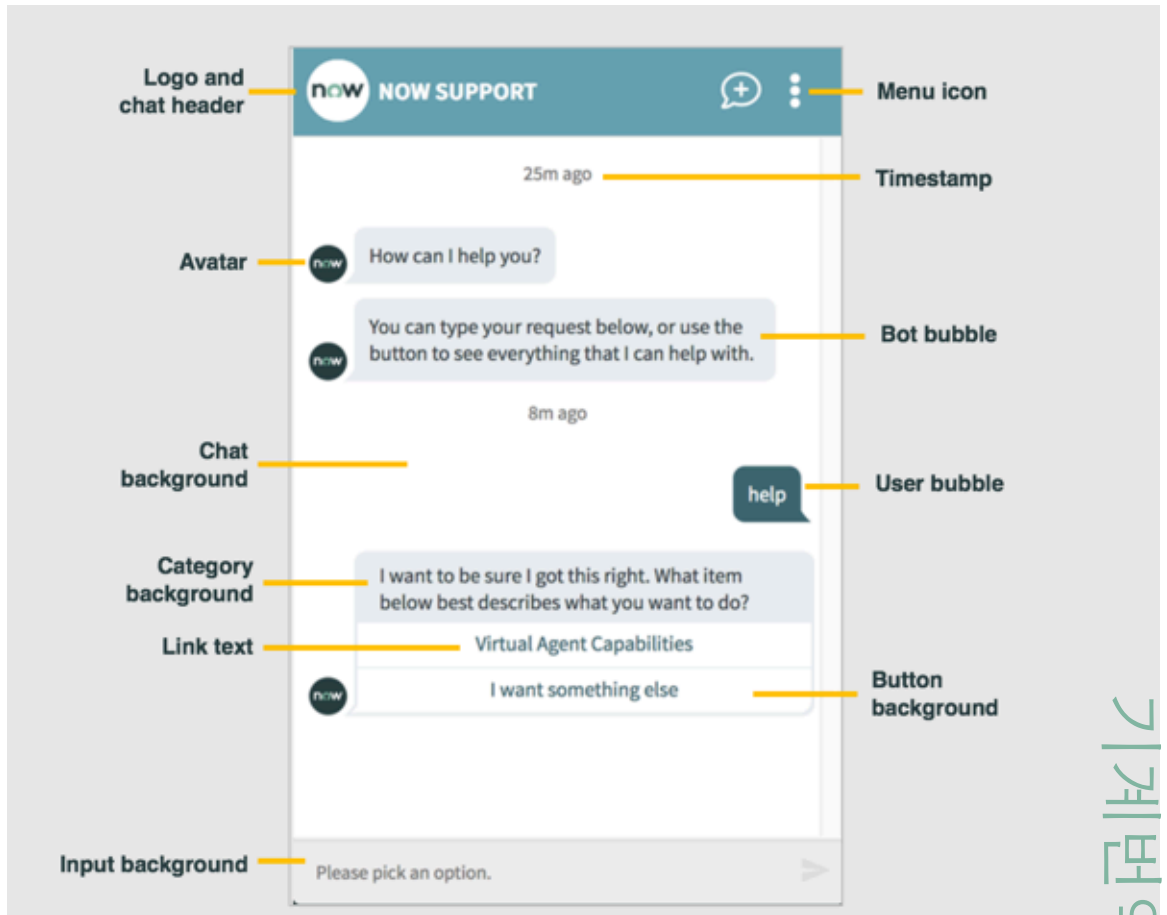 Logo and
chat header
now
NOW SUPPORT
Menu icon
25m ago
Timestamp
Avatar
now
How can I help you?
now
You can type your request below, or use the
button to see everything that I can help with.
Bot bubble
8m ago
Chat
background
help
User bubble
Category
background
I want to be sure I got this right. What item
below best describes what you want to do?
Link text
Virtual Agent Capabilities
now
I want something else
Button
background
Input background
Please pick an option.
기계번